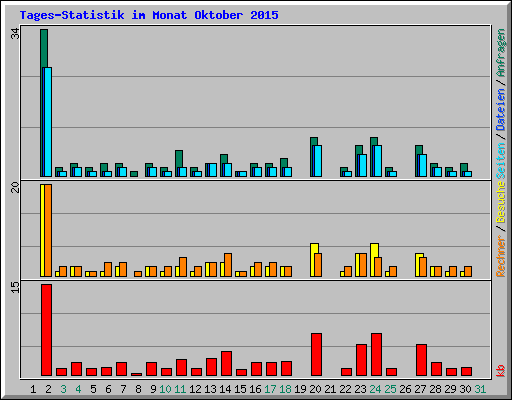 Tages-Statistik im Monat Oktober 2015
34
20
15
Rechner / Besuche Seiten / Dateien / Anfragen
kb
1 2 3 4 5 6 7 8 9 10 11 12 13 14 15 16 17 18 19 20 21 22 23 24 25 26 27 28 29 30 31